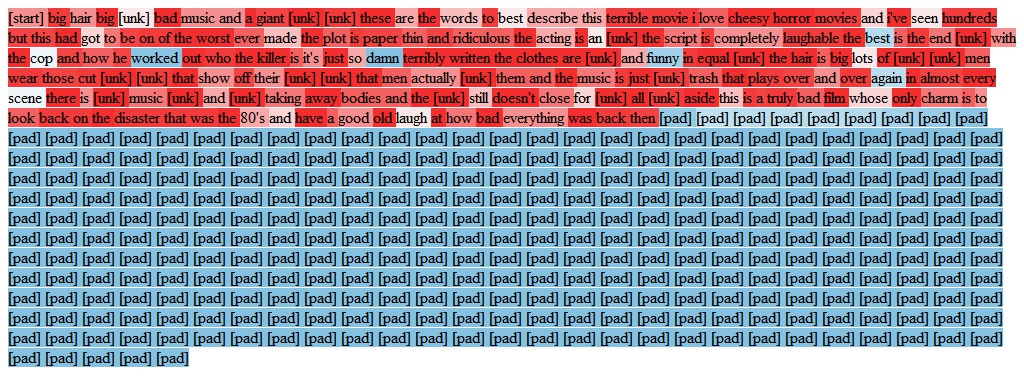 [start] big hair big [unk] bad music and a giant [unk] [unk] these are the words to best describe this terrible movie i love cheesy horror movies and i've seen hundreds
but this had got to be on of the worst ever made the plot is paper thin and ridiculous the acting is an [unk] the script is completely laughable the best is the end [unk] with
the cop and how he worked out who the killer is it's just so damn terribly written the clothes are [unk] and funny in equal [unk] the hair is big lots of [unk] [unk] men
wear those cut [unk] [unk] that show off their [unk] [unk] that men actually [unk] them and the music is just [unk] trash that plays over and over again in almost every
scene there is [unk] music [unk] and [unk] taking away bodies and the [unk] still doesn't close for [unk] all [unk] aside this is a truly bad film whose only charm is to
look back on the disaster that was the 80's and have a good old laugh at how bad everything was back then [pad] [pad] [pad] [pad] [pad] [pad] [pad] [pad] [pad]
[pad] [pad] [pad] [pad] [pad] [pad] [pad] [pad] [pad] [pad] [pad] [pad] [pad] [pad] [pad] [pad] [pad] [pad] [pad] [pad] [pad] [pad] [pad] [pad] [pad] [pad] [pad]
[pad] [pad] [pad] [pad] [pad] [pad] [pad] [pad] [pad] [pad] [pad] [pad] [pad] [pad] [pad] [pad] [pad] [pad] [pad] [pad] [pad] [pad] [pad] [pad] [pad] [pad] [pad]
[pad] [pad] [pad] [pad] [pad] [pad] [pad] [pad] [pad] [pad] [pad] [pad] [pad] [pad] [pad] [pad] [pad] [pad] [pad] [pad] [pad] [pad] [pad] [pad] [pad] [pad] [pad]
[pad] [pad] [pad] [pad] [pad] [pad] [pad] [pad] [pad] [pad] [pad] [pad] [pad] [pad] [pad] [pad] [pad] [pad] [pad] [pad] [pad] [pad] [pad] [pad] [pad] [pad] [pad]
[pad] [pad] [pad] [pad] [pad] [pad] [pad] [pad] [pad] [pad] [pad] [pad] [pad] [pad] [pad] [pad] [pad] [pad] [pad] [pad] [pad] [pad] [pad] [pad] [pad] [pad] [pad]
[pad] [pad] [pad] [pad] [pad] [pad] [pad] [pad] [pad] [pad] [pad] [pad] [pad] [pad] [pad] [pad] [pad] [pad] [pad] [pad] [pad] [pad] [pad] [pad] [pad] [pad] [pad]
[pad] [pad] [pad] [pad] [pad] [pad] [pad] [pad] [pad] [pad] [pad] [pad] [pad] [pad] [pad] [pad] [pad] [pad] [pad] [pad] [pad] [pad] [pad] [pad] [pad] [pad] [pad]
[pad] [pad] [pad] [pad] [pad] [pad] [pad] [pad] [pad] [pad] [pad] [pad] [pad] [pad] [pad] [pad] [pad] [pad] [pad] [pad] [pad] [pad] [pad] [pad] [pad] [pad] [pad]
[pad] [pad] [pad] [pad] [pad] [pad] [pad] [pad] [pad] [pad] [pad] [pad] [pad] [pad] [pad] [pad] [pad] [pad] [pad] [pad] [pad] [pad] [pad] [pad] [pad] [pad] [pad]
[pad] [pad] [pad] [pad] [pad] [pad] [pad] [pad] [pad] [pad] [pad] [pad] [pad] [pad] [pad] [pad] [pad] [pad] [pad] [pad] [pad] [pad] [pad] [pad] [pad] [pad] [pad]
[pad] [pad] [pad] [pad] [pad] [pad] [pad] [pad] [pad] [pad] [pad] [pad] [pad] [pad] [pad] [pad] [pad] [pad] [pad] [pad] [pad] [pad] [pad] [pad] [pad] [pad] [pad]
[pad] [pad] [pad] [pad] [pad]